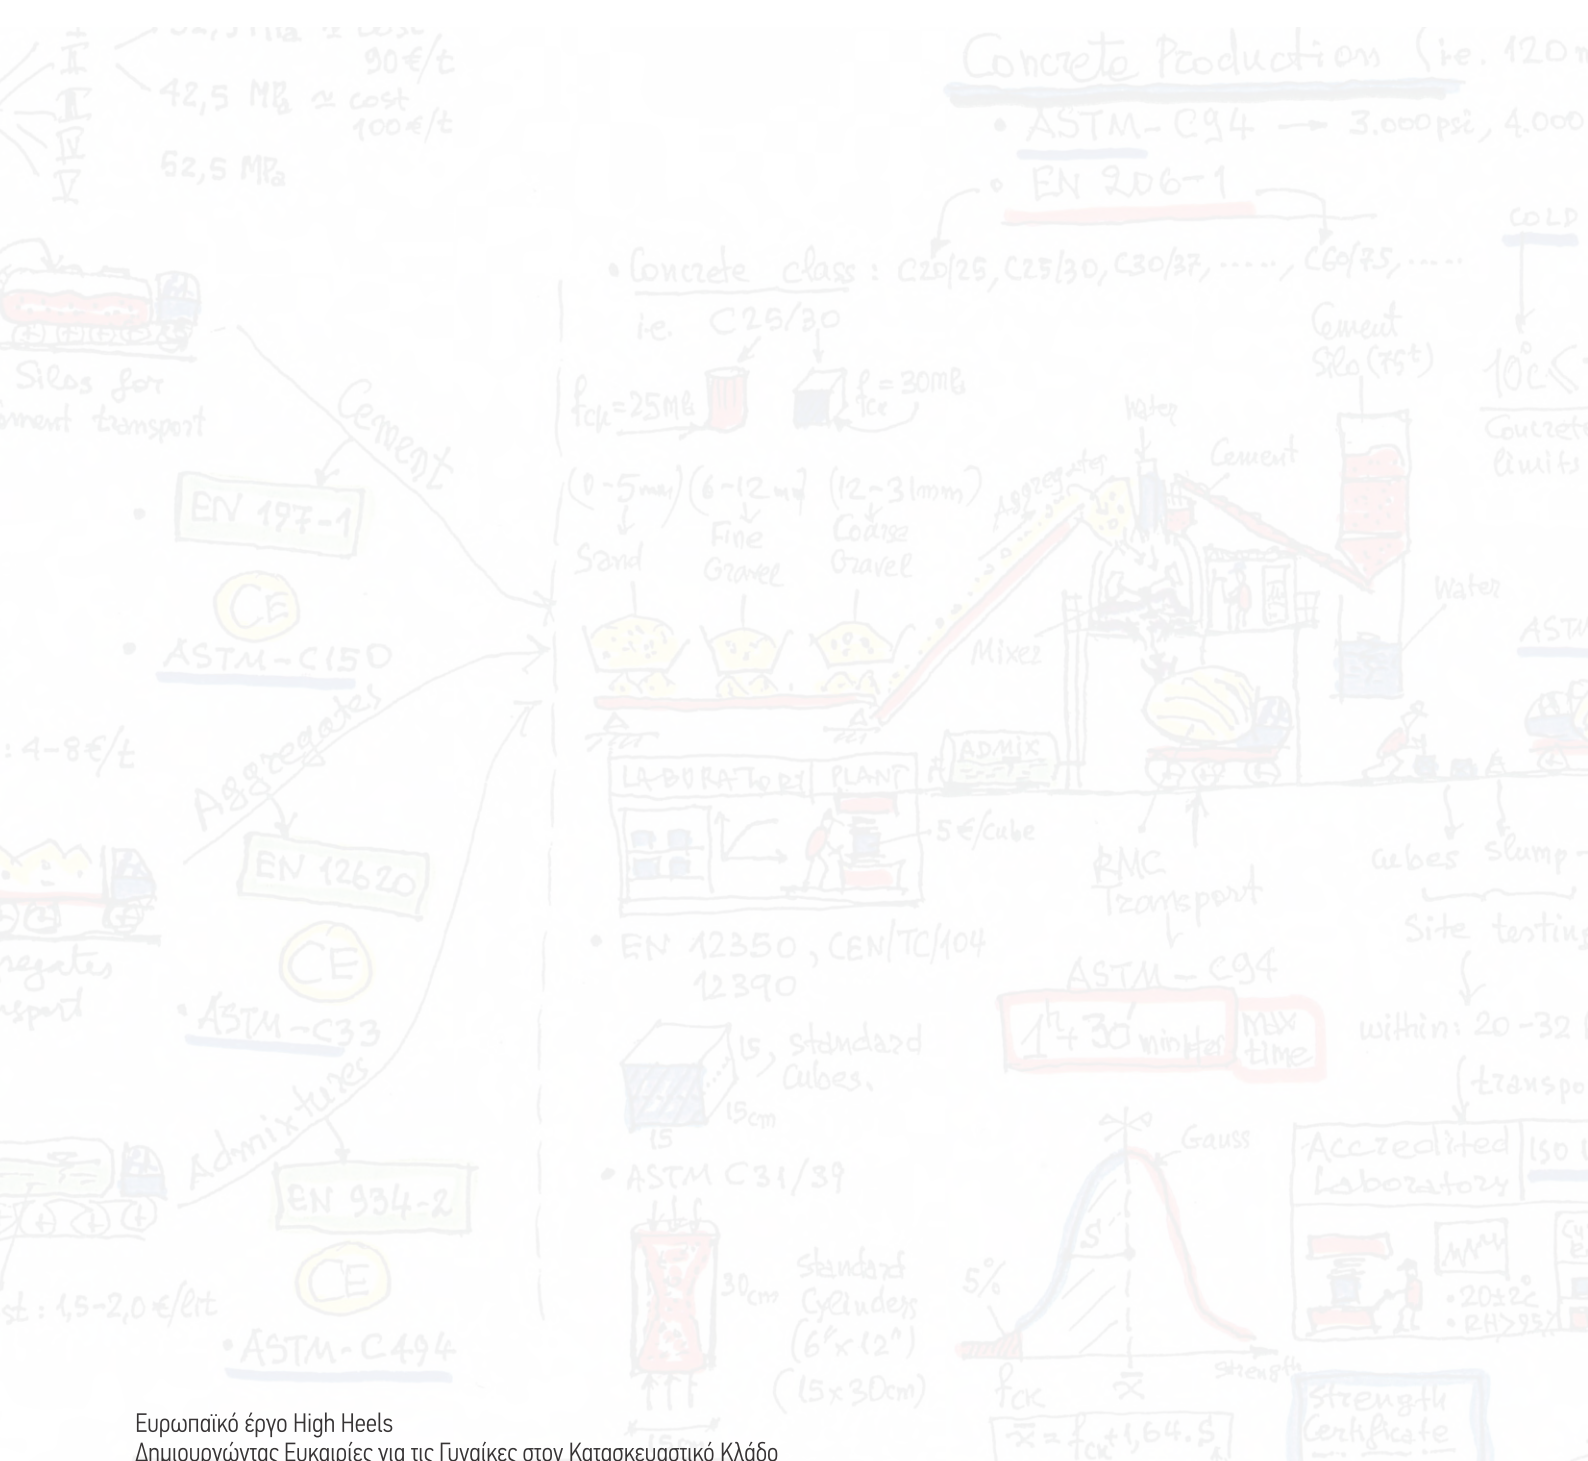 90€/t
42,5 MPa ≃ cost
100€/t
52,5 MPa
II
IV
V
Concrete Production (i.e. 120
• ASTM-C94 → 3.000psi, 4.000
• EN 206-1
COLD
• Concrete class : C20/25, C25/30, C30/37, ....., C60/75, .....
i.e. C25/30
Cement
Silo (75t)
fck=25MPa
= 30MPa
10°C <
Concrete
limits
Silos for
transport
Cement
Water
Cement
Aggregates
(0-5mm) (6-12mm) (12-31mm)
Sand
Fine
Gravel
Coarse
Gravel
• EN 197-1
CE
• ASTM-C150
Mixer
Water
ASTM
: 4-8€/t
Aggregates
LABORATORY
PLANT
ADMIX
5€/cube
EN 12620
CE
• ASTM-C33
RMC
Transport
cubes slump-
Site testing
• EN 12350, CEN/TC/104
12390
ASTM-C94
1h+30' minutes
max
time
within: 20-32
15, standard
cubes.
15cm
15
Admixtures
EN 934-2
CE
st: 1,5-2,0 €/lit
• ASTM-C494
• ASTM C31/39
30cm
standard
Cylinders
(6"x12")
(15x30cm)
Gauss
S
5%
fck
x̄
strength
x̄ = fck+1,64.S
Accredited
Laboratory
ISO
• 20±2c
• RH>95%
Strength
Certificate
Ευρωπαϊκό έργο High Heels
Δημιουργώντας Ευκαιρίες για τις Γυναίκες στον Κατασκευαστικό Κλάδο